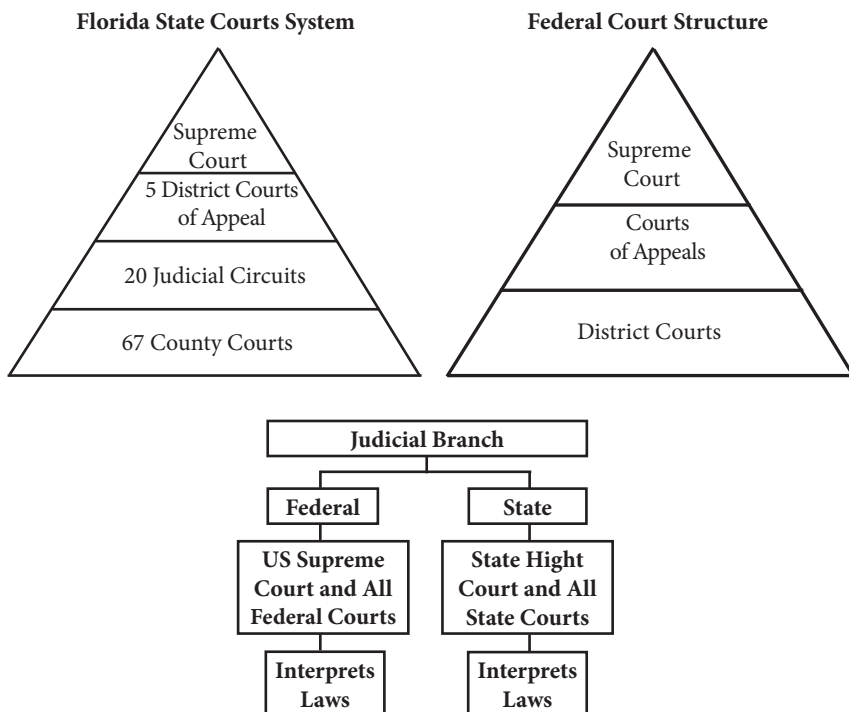 Florida State Courts System
Supreme
Court
5 District Courts
of Appeal
20 Judicial Circuits
67 County Courts
Federal Court Structure
Supreme
Court
Courts
of Appeals
District Courts
Judicial Branch
Federal
State
US Supreme
Court and All
Federal Courts
State Hight
Court and All
State Courts
Interprets
Laws
Interprets
Laws